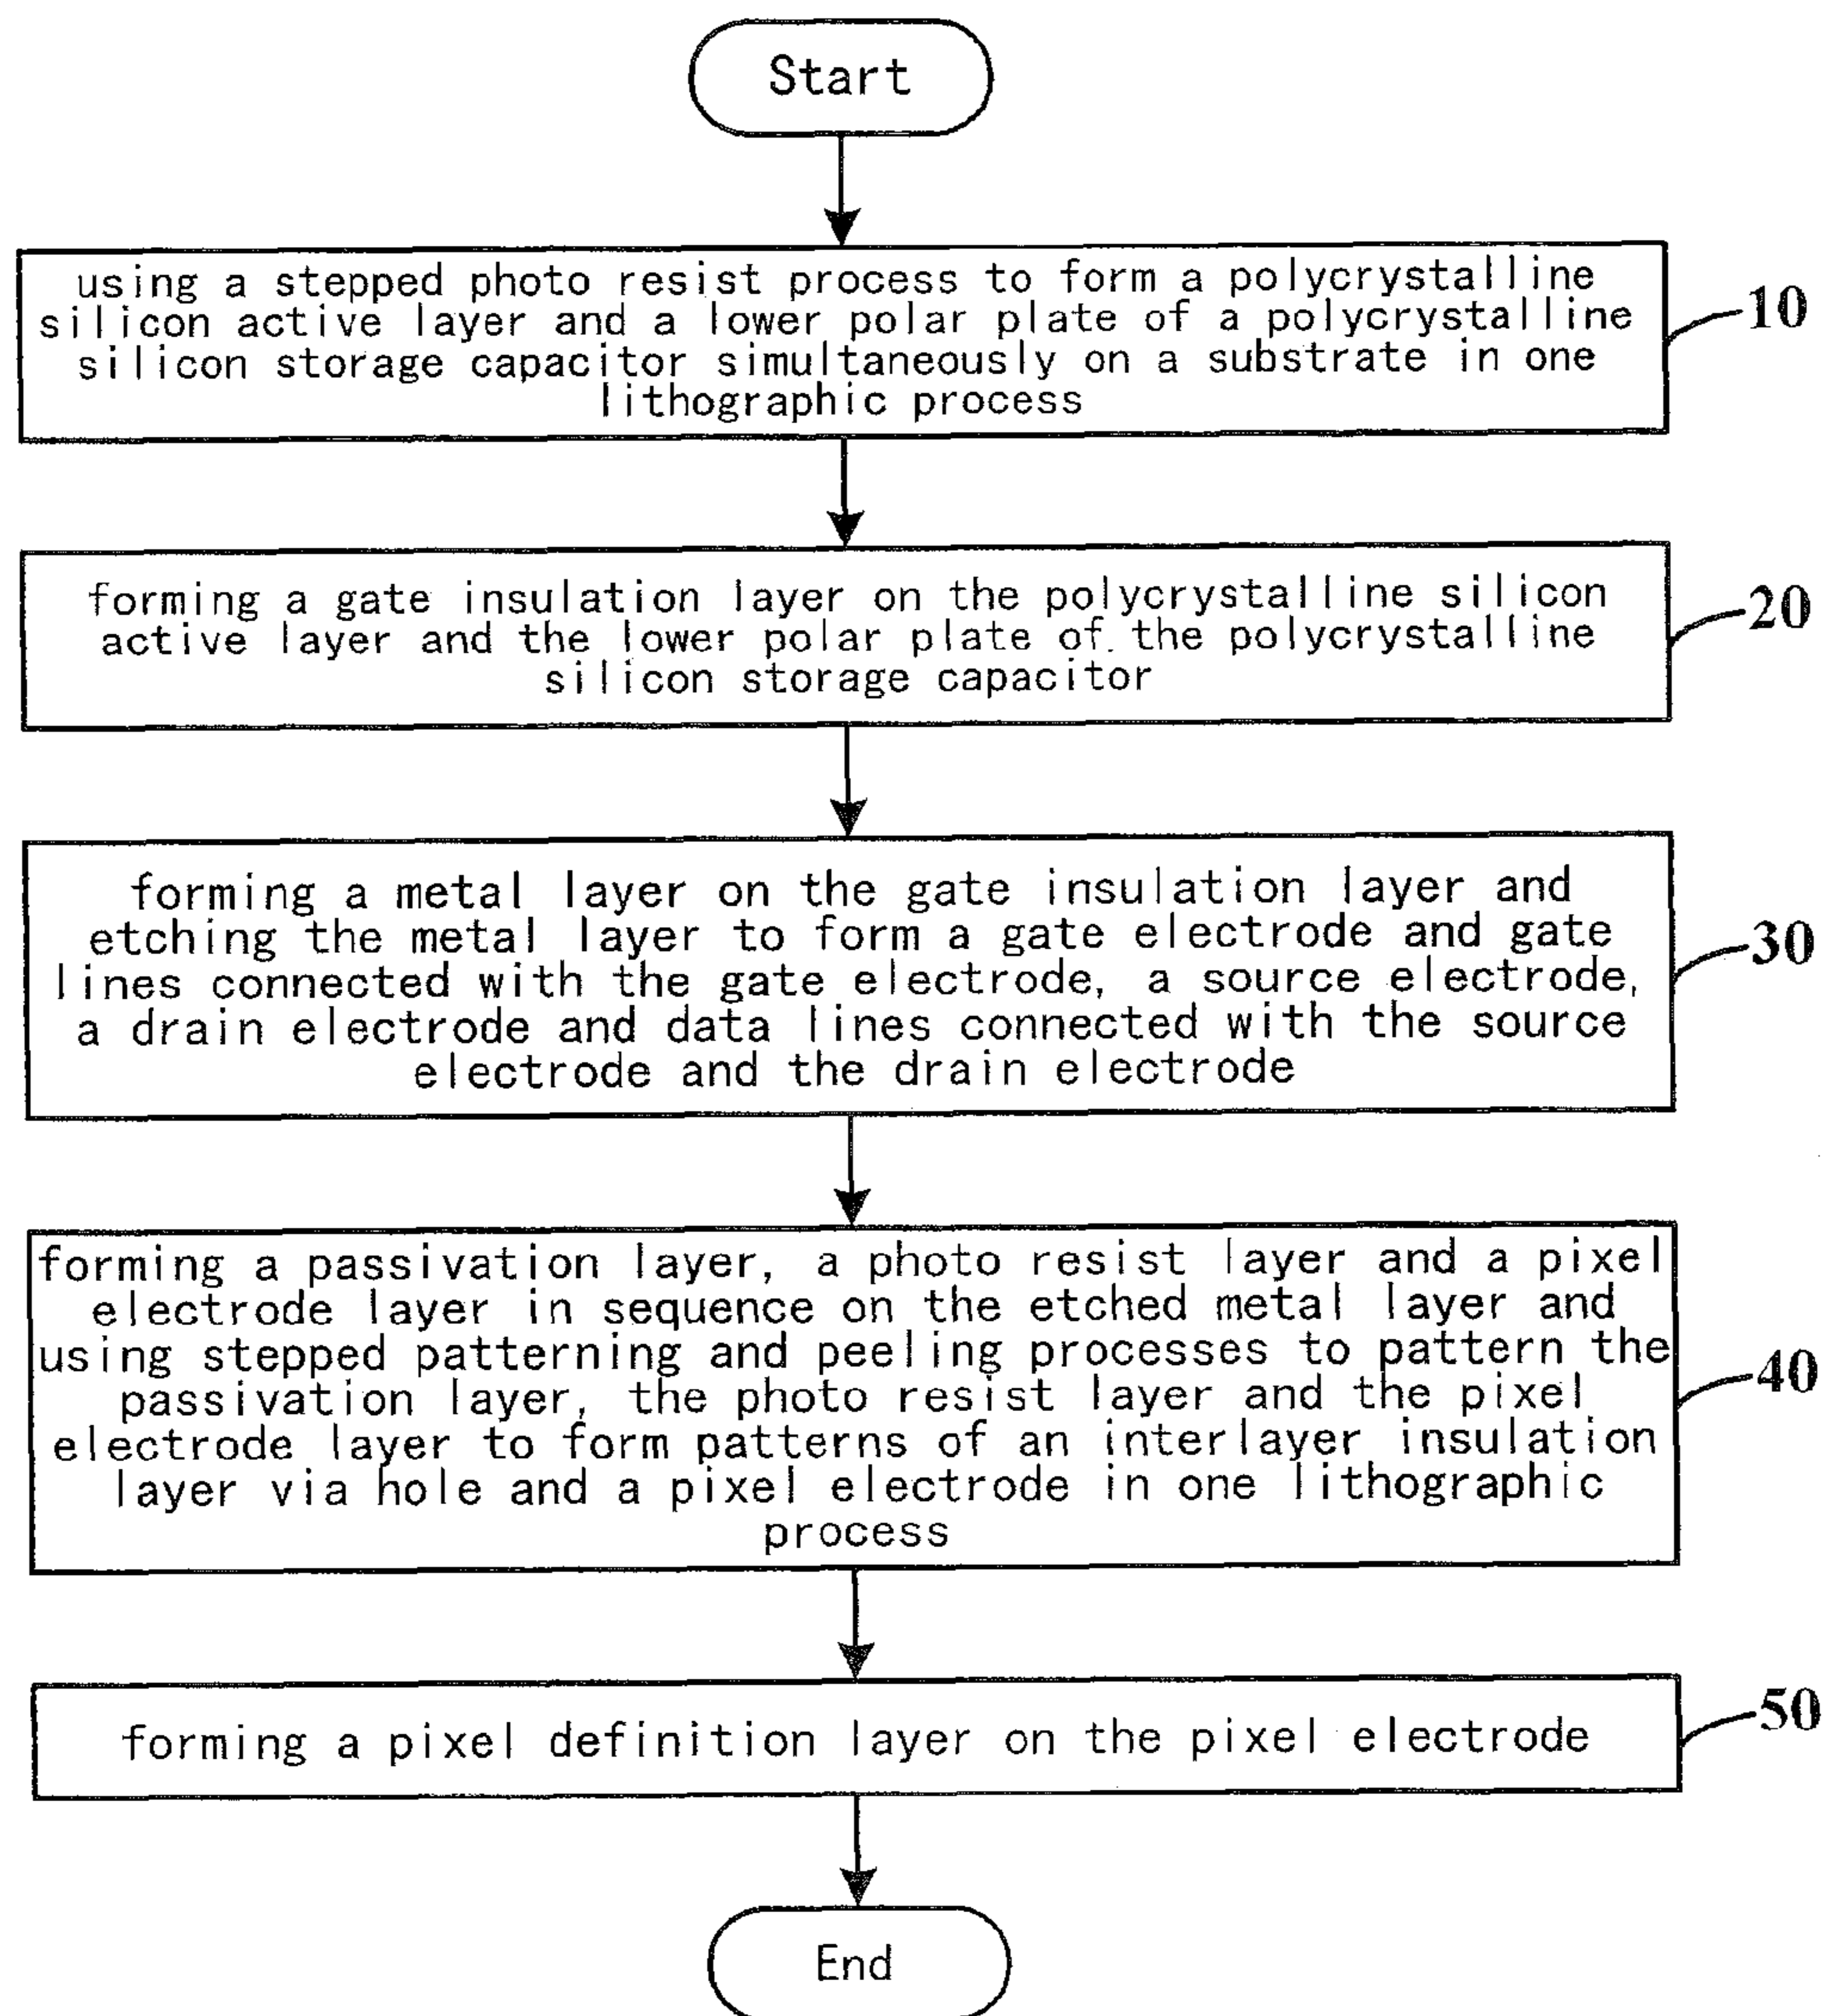 Start
using a stepped photo resist process to form a polycrystalline
silicon active layer and a lower polar plate of a polycrystalline
silicon storage capacitor simultaneously on a substrate in one
lithographic process
10
forming a gate insulation layer on the polycrystalline silicon
active layer and the lower polar plate of the polycrystalline
silicon storage capacitor
20
forming a metal layer on the gate insulation layer and
etching the metal layer to form a gate electrode and gate
lines connected with the gate electrode, a source electrode,
a drain electrode and data lines connected with the source
electrode and the drain electrode
30
forming a passivation layer, a photo resist layer and a pixel
electrode layer in sequence on the etched metal layer and
using stepped patterning and peeling processes to pattern the
passivation layer, the photo resist layer and the pixel
electrode layer to form patterns of an interlayer insulation
layer via hole and a pixel electrode in one lithographic
process
40
forming a pixel definition layer on the pixel electrode
50
End